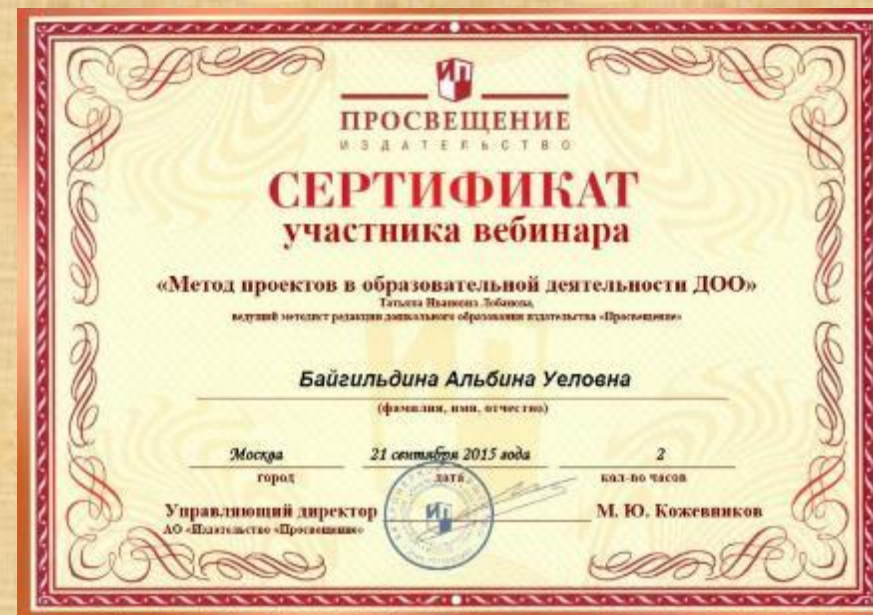 ИП
ПРОСВЕЩЕНИЕ
ИЗДАТЕЛЬСТВО
СЕРТИФИКАТ
участника вебинара
«Метод проектов в образовательной деятельности ДОО»
Татьяна Ивановна Лобанова,
ведущий методист редакции дошкольного образования издательства «Просвещение»
Байгильдина Альбина Уеловна
(фамилия, имя, отчество)
Москва 21 сентября 2015 года 2
город дата кол-во часов
Управляющий директор М. Ю. Кожевников
АО «Издательство «Просвещение»
ИП